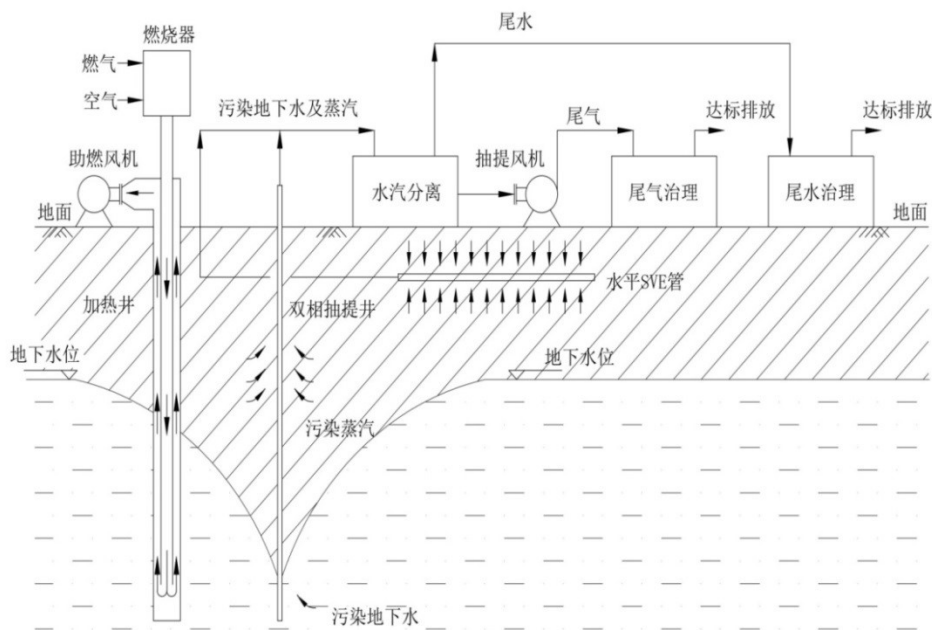 尾水
燃烧器
燃气
空气
污染地下水及蒸汽
尾气
达标排放
达标排放
助燃风机
抽提风机
水汽分离
尾气治理
尾水治理
地面
地面
加热井
双相抽提井
水平SVE管
地下水位
地下水位
污染蒸汽
污染地下水